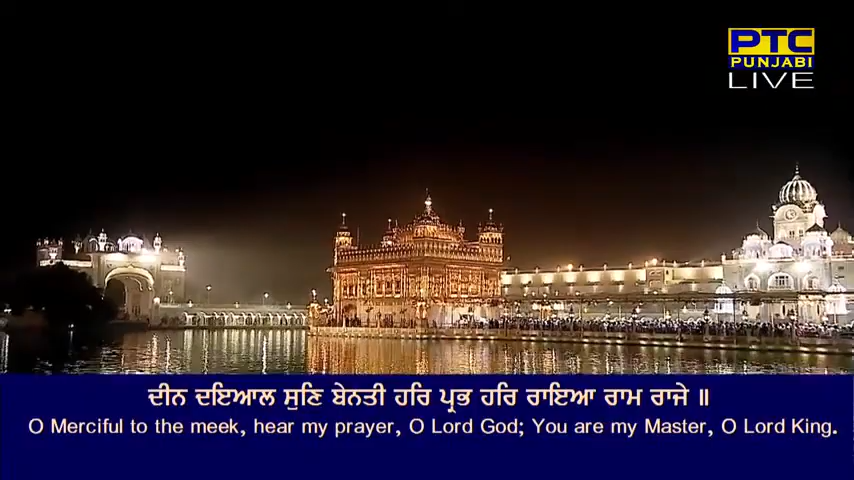 PTC
PUNJABI
LIVE
ਦੀਨ ਦਇਆਲ ਸੁਣਿ ਬੇਨਤੀ ਹਰਿ ਪ੍ਰਭ ਹਰਿ ਰਾਇਆ ਰਾਮ ਰਾਜੇ ॥
O Merciful to the meek, hear my prayer, O Lord God; You are my Master, O Lord King.